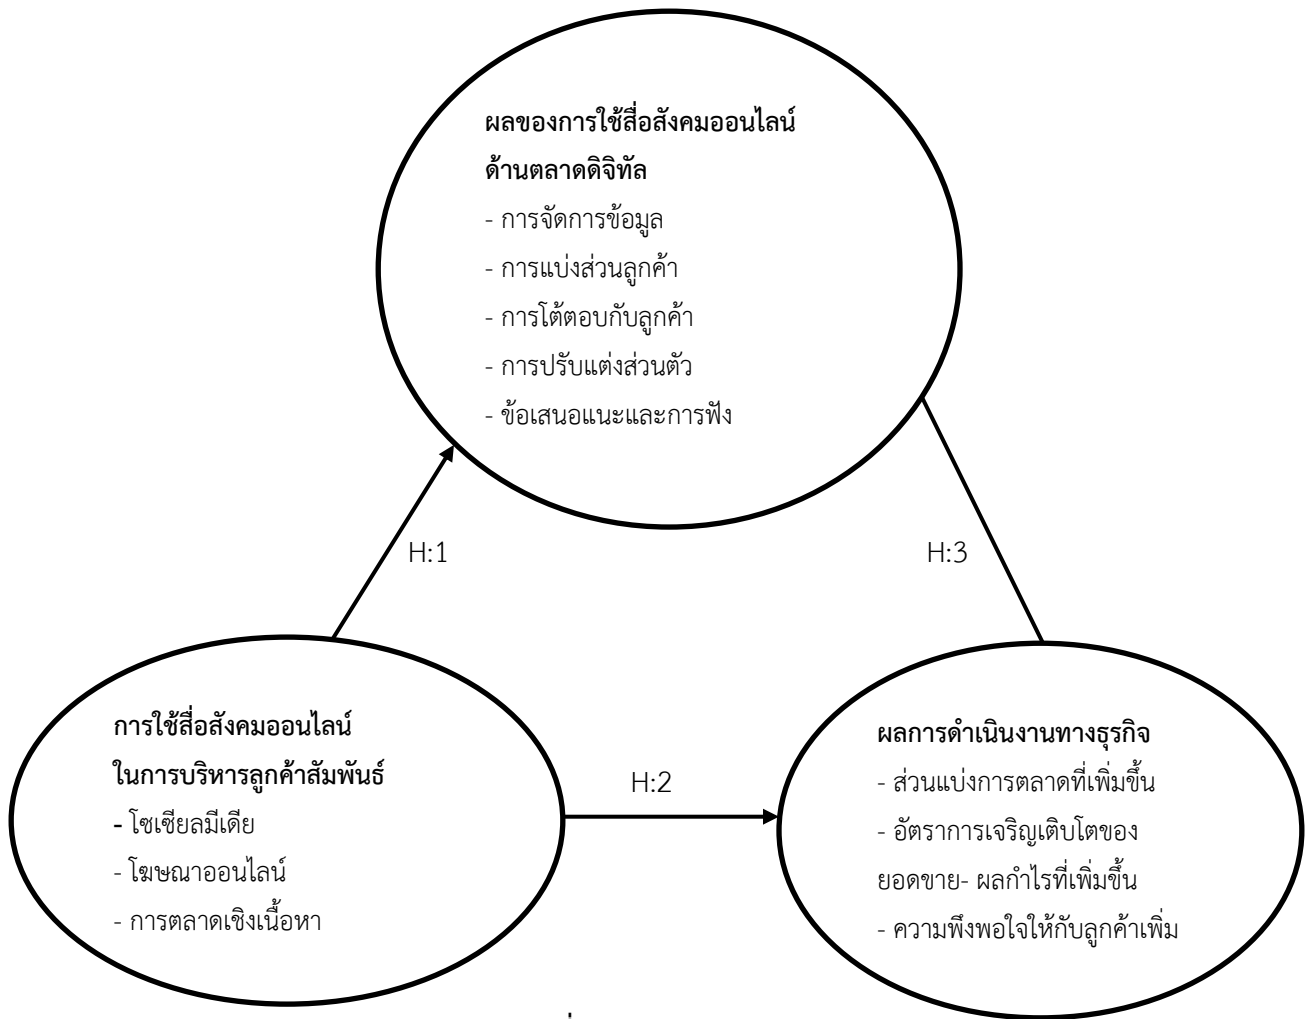 ผลของการใช้สื่อสังคมออนไลน์
ด้านตลาดดิจิทัล
- การจัดการข้อมูล
- การแบ่งส่วนลูกค้า
- การโต้ตอบกับลูกค้า
- การปรับแต่งส่วนตัว
- ข้อเสนอแนะและการฟัง
H:1
H:3
การใช้สื่อสังคมออนไลน์
ในการบริหารลูกค้าสัมพันธ์
- โซเซียลมีเดีย
- โฆษณาออนไลน์
- การตลาดเชิงเนื้อหา
H:2
ผลการดำเนินงานทางธุรกิจ
- ส่วนแบ่งการตลาดที่เพิ่มขึ้น
- อัตราการเจริญเติบโตของ
ยอดขาย- ผลกำไรที่เพิ่มขึ้น
- ความพึงพอใจให้กับลูกค้าเพิ่ม